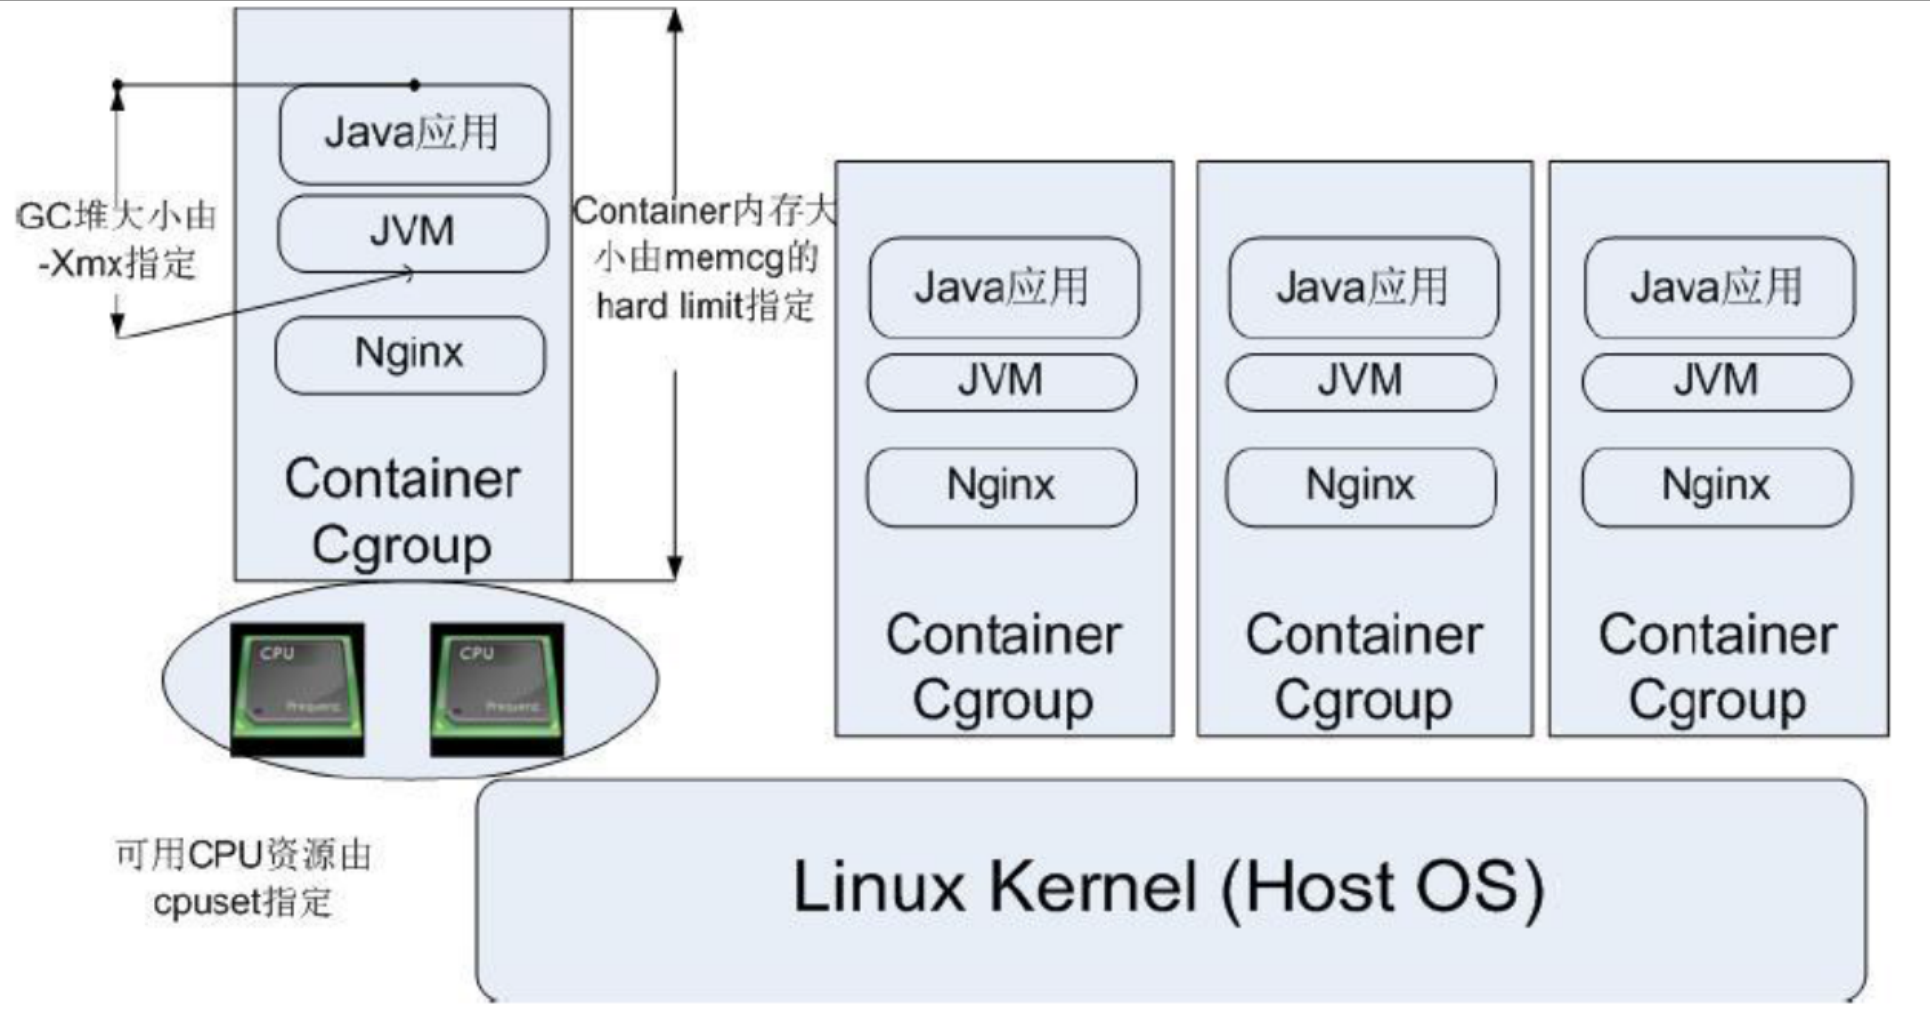 Java应用
JVM
Nginx
Container
Cgroup
GC堆大小由
-Xmx指定
Container内存大
小由memcg的
hard limit指定
CPU
CPU
可用CPU资源由
cpuset指定
Java应用
JVM
Nginx
Container
Cgroup
Java应用
JVM
Nginx
Container
Cgroup
Java应用
JVM
Nginx
Container
Cgroup
Linux Kernel (Host OS)